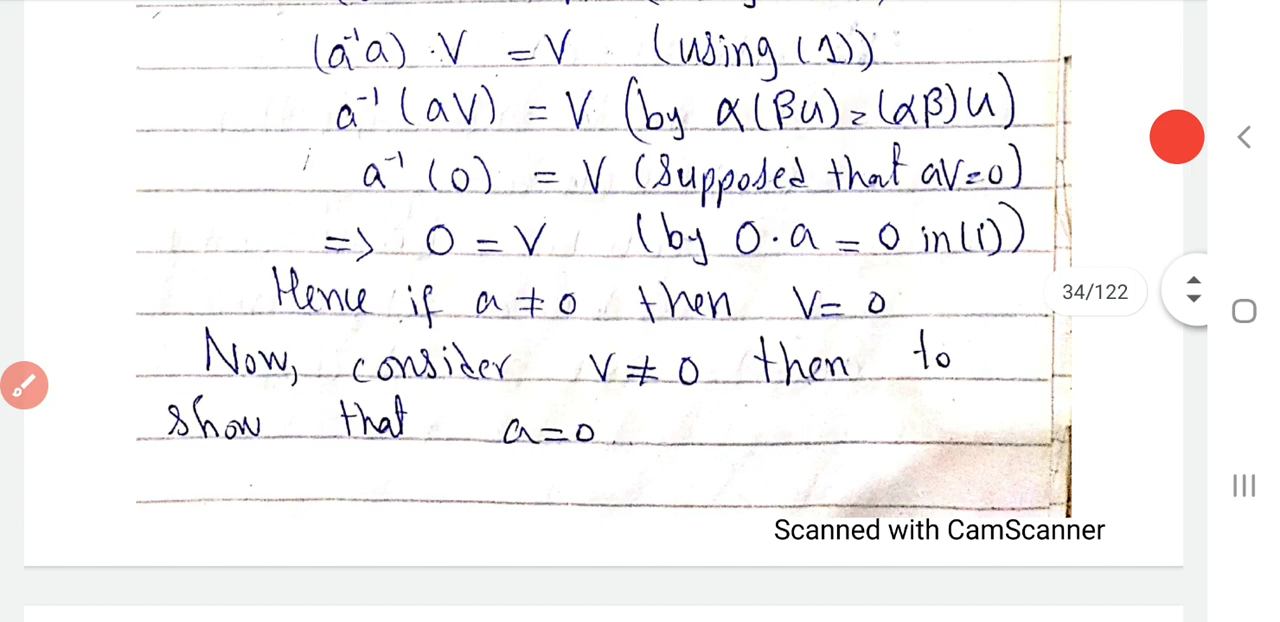 (a⁻¹a) ·V = V (using (1))
a⁻¹ (aV) = V (by α(βu) = (αβ)u)
a⁻¹ (0) = V (Supposed that aV=0)
=> 0 = V (by 0·a = 0 in(i))
Hence if a ≠ 0 then V = 0
Now, consider V ≠ 0 then to
show that a=0
34/122
Scanned with CamScanner